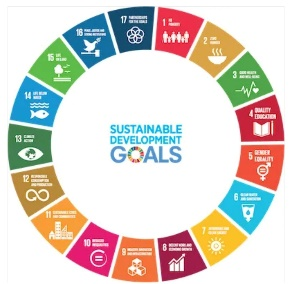 SUSTAINABLE
DEVELOPMENT
GOALS
1 NO
POVERTY
2 ZERO
HUNGER
3 GOOD HEALTH
AND WELL-BEING
4 QUALITY
EDUCATION
5 GENDER
EQUALITY
6 CLEAN WATER
AND SANITATION
7 AFFORDABLE AND
CLEAN ENERGY
8 DECENT WORK AND
ECONOMIC GROWTH
9 INDUSTRY, INNOVATION
AND INFRASTRUCTURE
10 REDUCED
INEQUALITIES
11 SUSTAINABLE CITIES
AND COMMUNITIES
12 RESPONSIBLE
CONSUMPTION
AND PRODUCTION
13 CLIMATE
ACTION
14 LIFE BELOW
WATER
15 LIFE
ON LAND
16 PEACE, JUSTICE
AND STRONG
INSTITUTIONS
17 PARTNERSHIPS
FOR THE GOALS